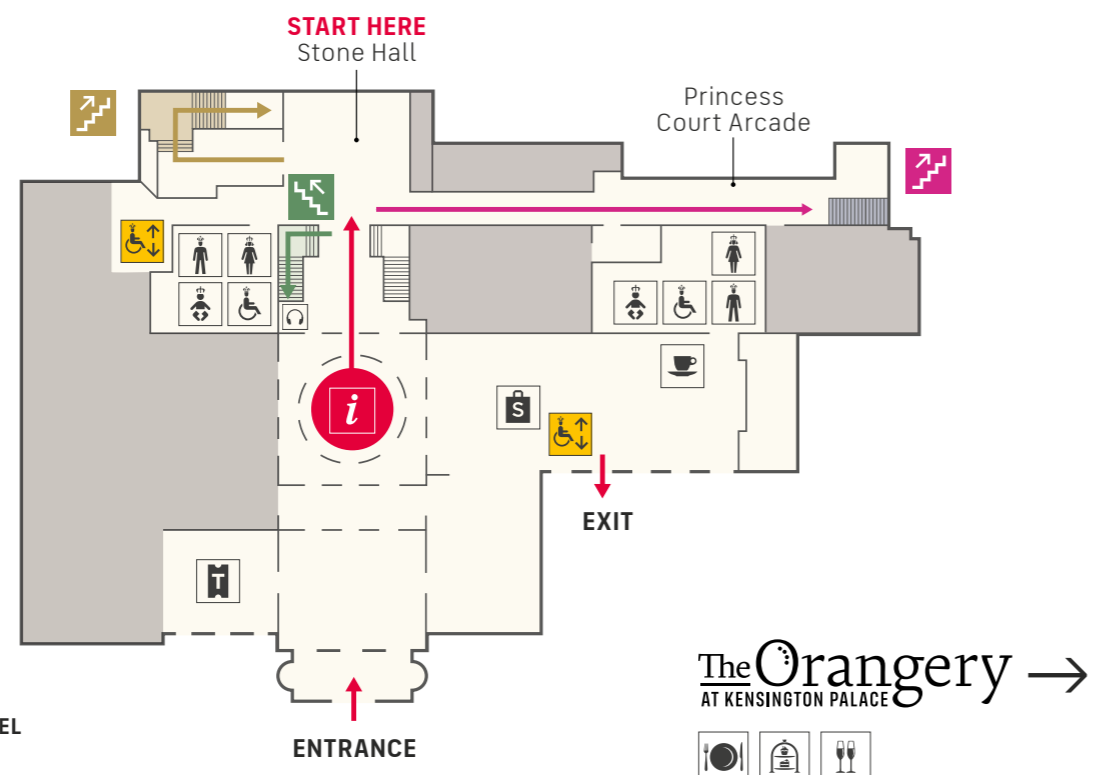 START HERE
Stone Hall
Princess
Court Arcade
i
S
EXIT
T
The Orangery
AT KENSINGTON PALACE
EL
ENTRANCE